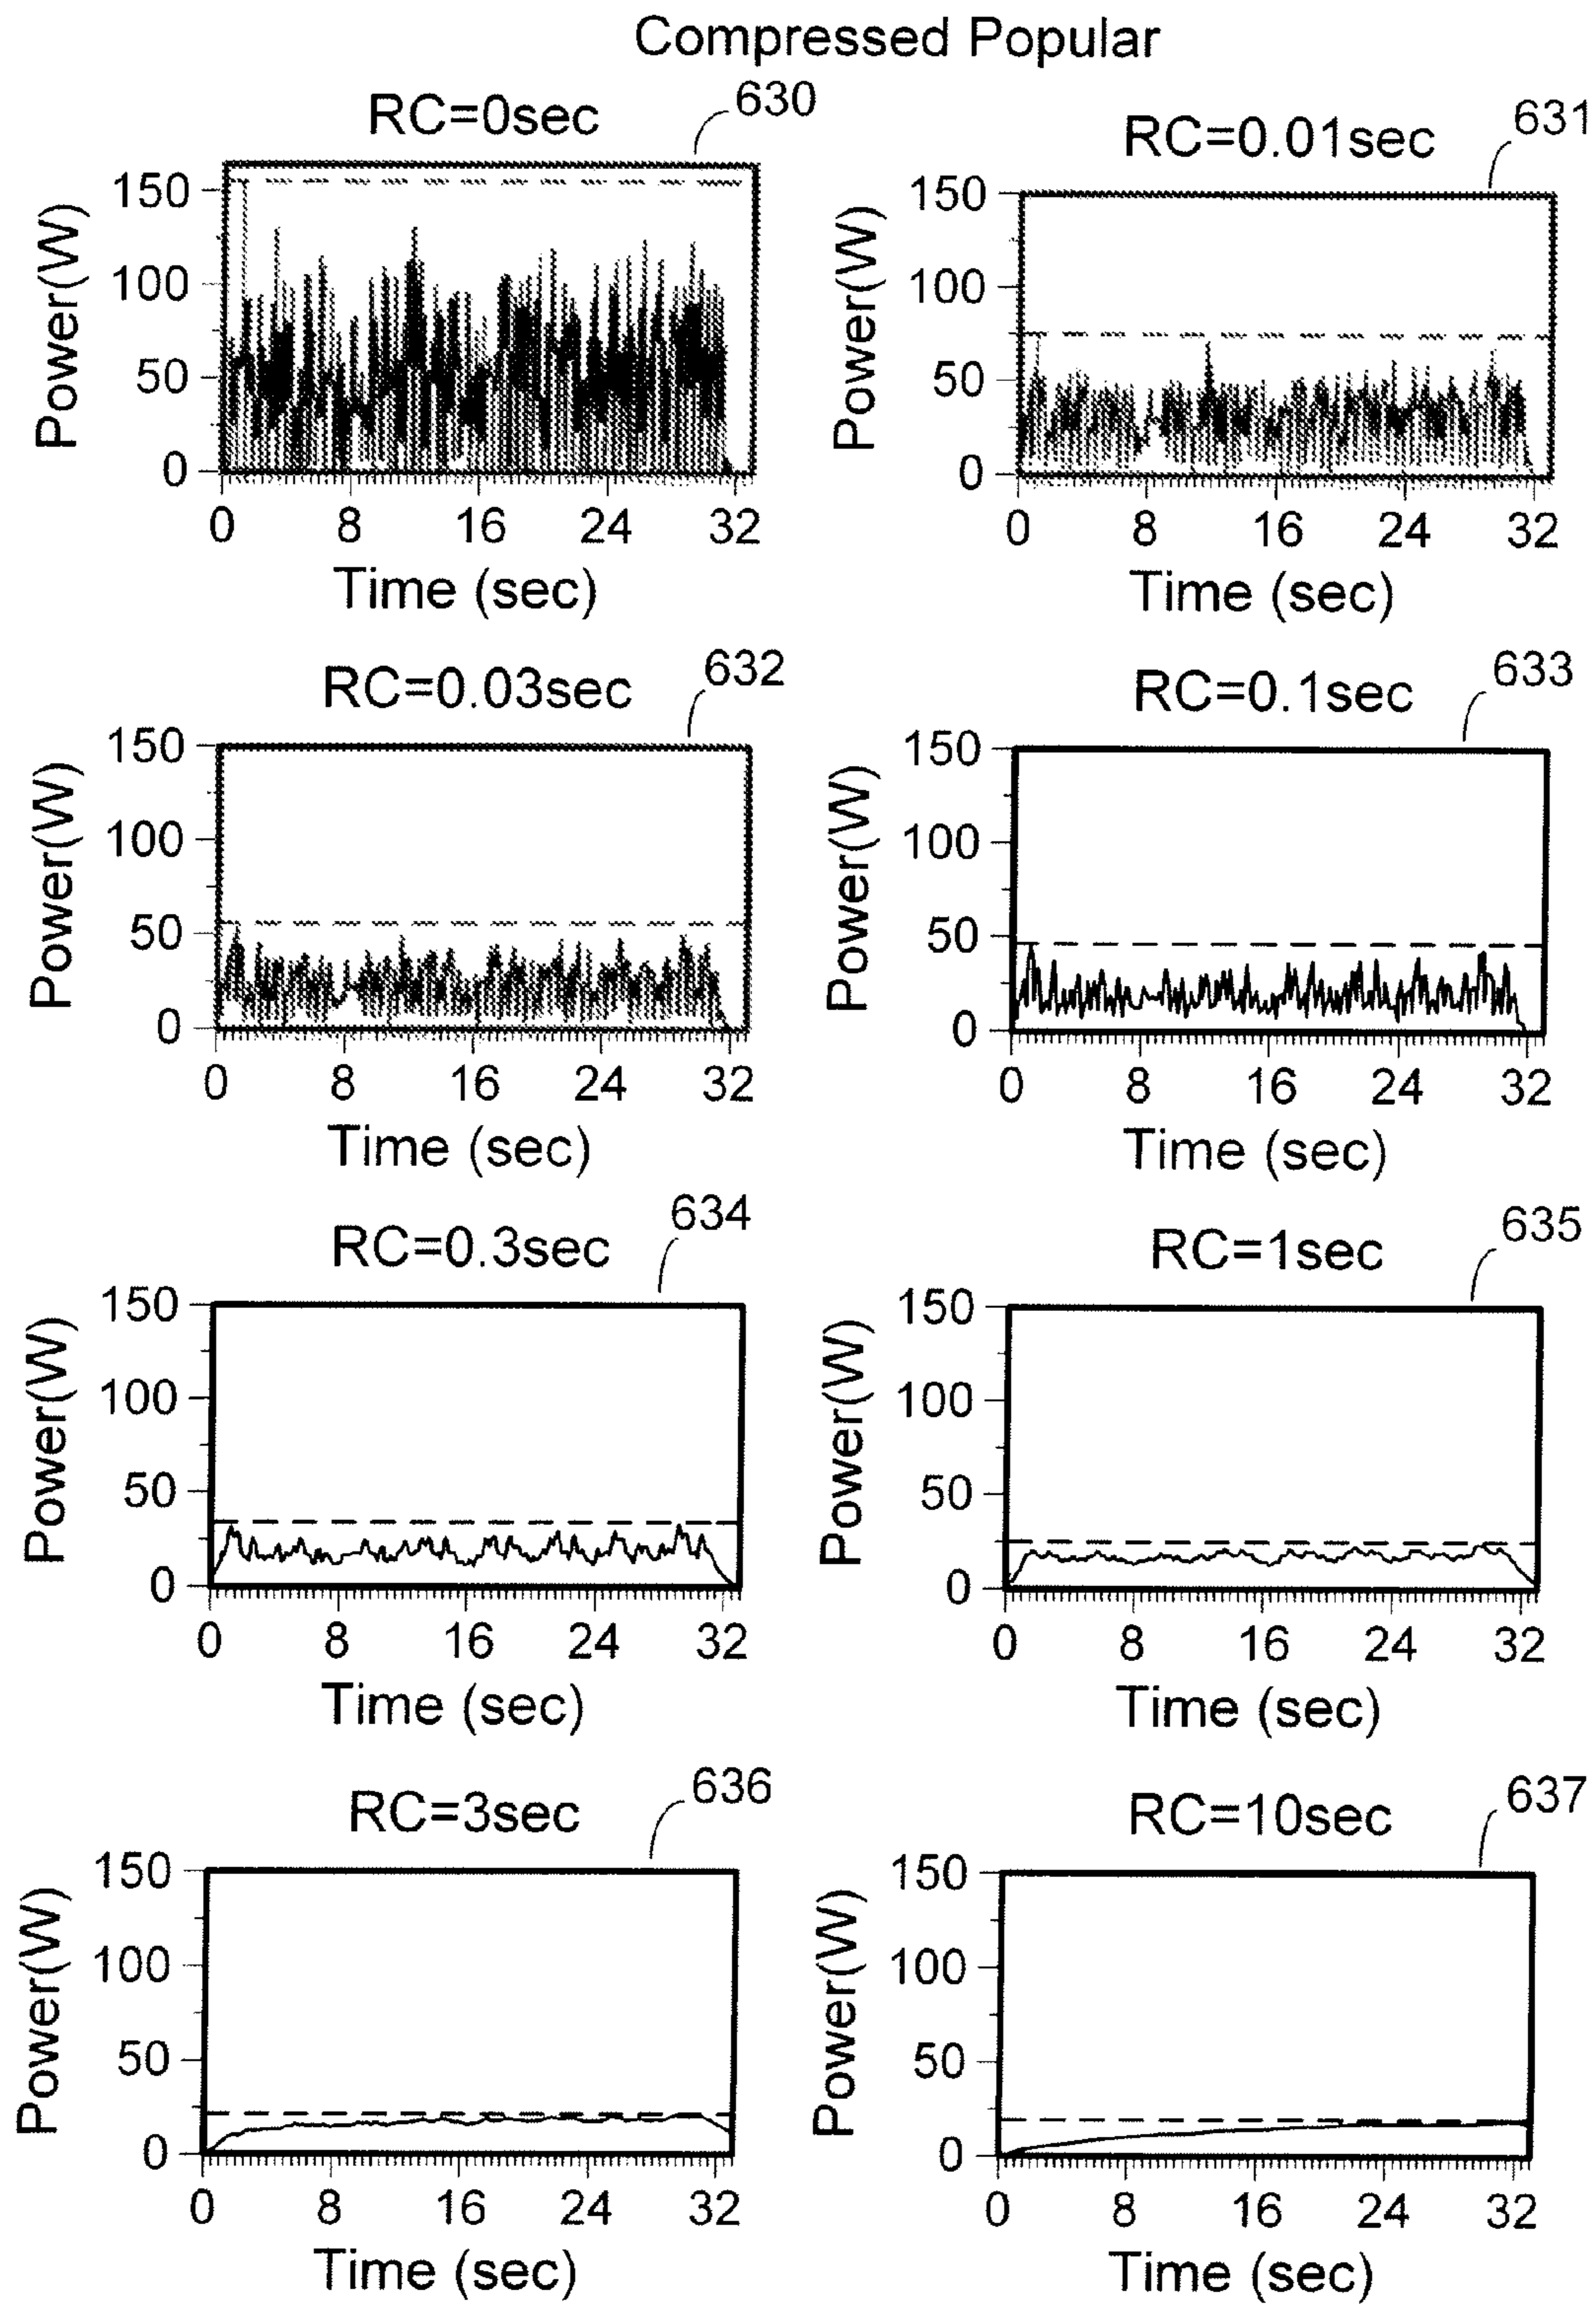 Compressed Popular
RC=0sec
630
Power(W)
150
100
50
0
0 8 16 24 32
Time (sec)
RC=0.01sec
631
Power(W)
150
100
50
0
0 8 16 24 32
Time (sec)
RC=0.03sec
632
Power(W)
150
100
50
0
0 8 16 24 32
Time (sec)
RC=0.1sec
633
Power(W)
150
100
50
0
0 8 16 24 32
Time (sec)
RC=0.3sec
634
Power(W)
150
100
50
0
0 8 16 24 32
Time (sec)
RC=1sec
635
Power(W)
150
100
50
0
0 8 16 24 32
Time (sec)
RC=3sec
636
Power(W)
150
100
50
0
0 8 16 24 32
Time (sec)
RC=10sec
637
Power(W)
150
100
50
0
0 8 16 24 32
Time (sec)